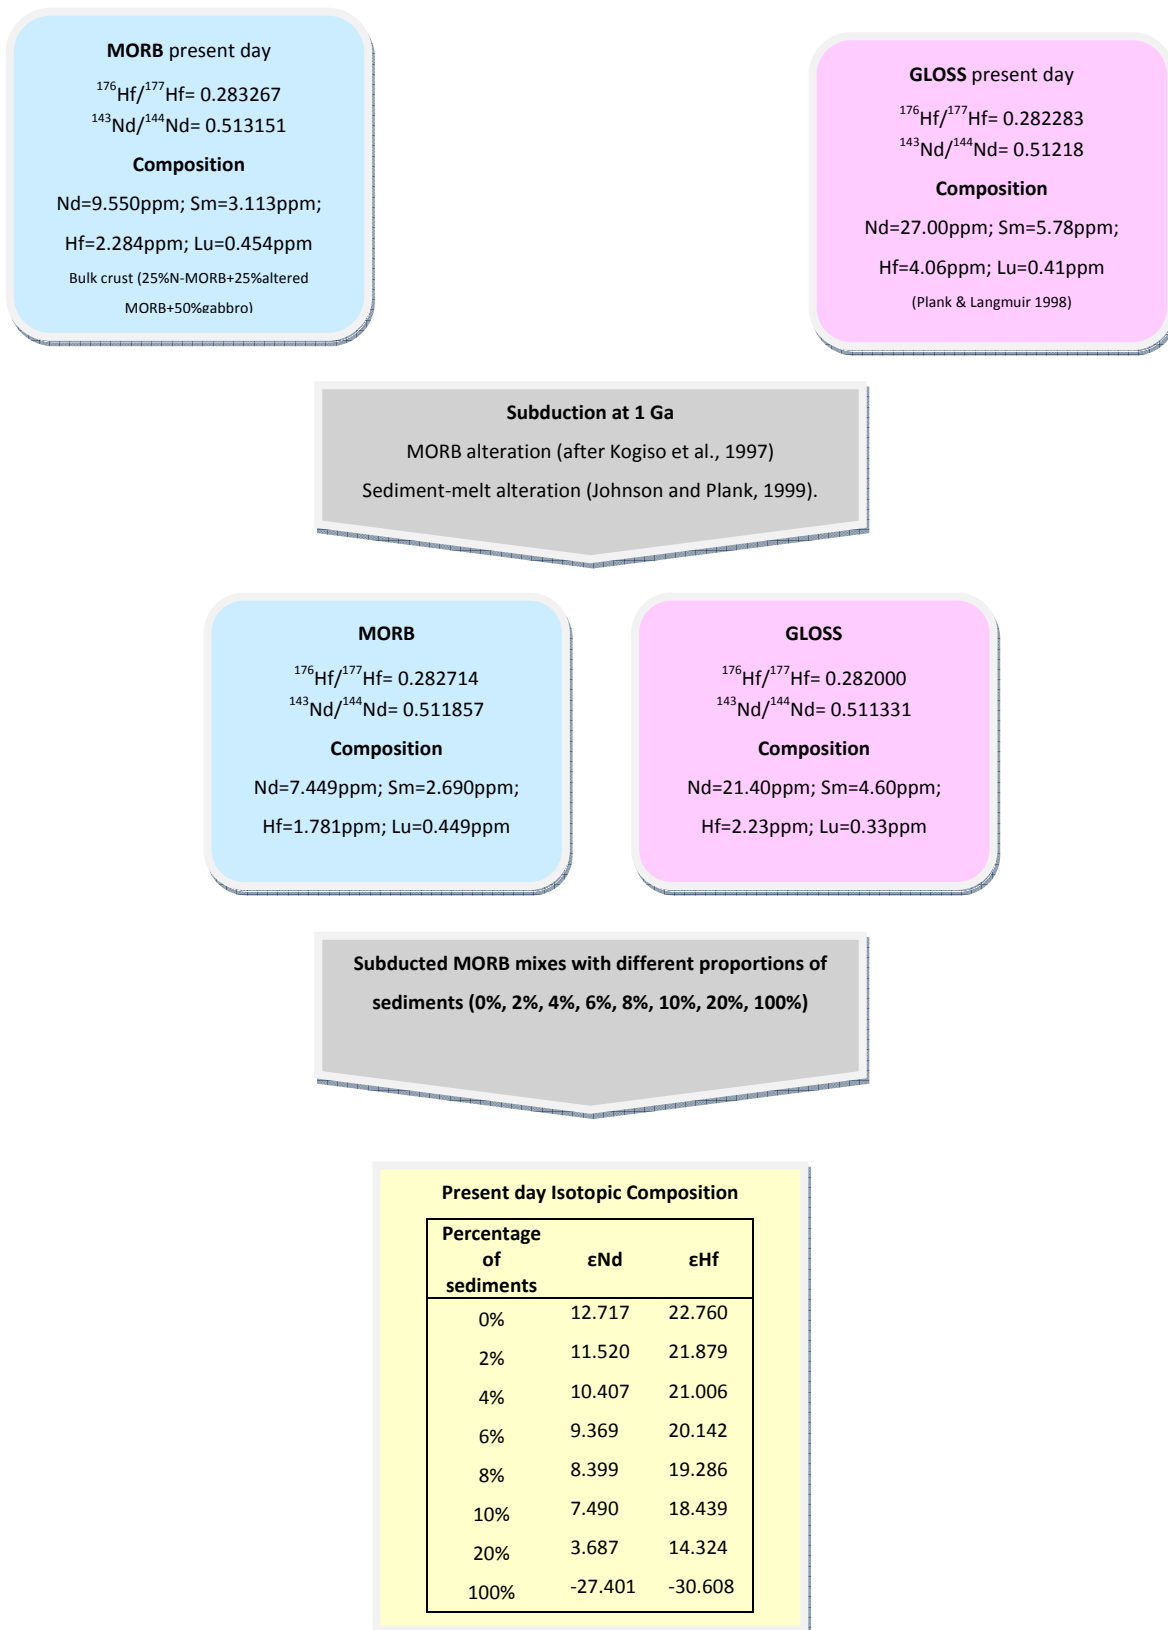 MORB present day
176Hf/177Hf= 0.283267
143Nd/144Nd= 0.513151
Composition
Nd=9.550ppm; Sm=3.113ppm;
Hf=2.284ppm; Lu=0.454ppm
Bulk crust (25%N-MORB+25%altered
MORB+50%gabbro)
GLOSS present day
176Hf/177Hf= 0.282283
143Nd/144Nd= 0.51218
Composition
Nd=27.00ppm; Sm=5.78ppm;
Hf=4.06ppm; Lu=0.41ppm
(Plank & Langmuir 1998)
Subduction at 1 Ga
MORB alteration (after Kogiso et al., 1997)
Sediment-melt alteration (Johnson and Plank, 1999).
MORB
176Hf/177Hf= 0.282714
143Nd/144Nd= 0.511857
Composition
Nd=7.449ppm; Sm=2.690ppm;
Hf=1.781ppm; Lu=0.449ppm
GLOSS
176Hf/177Hf= 0.282000
143Nd/144Nd= 0.511331
Composition
Nd=21.40ppm; Sm=4.60ppm;
Hf=2.23ppm; Lu=0.33ppm
Subducted MORB mixes with different proportions of
sediments (0%, 2%, 4%, 6%, 8%, 10%, 20%, 100%)
Present day Isotopic Composition
Percentage
of
sediments εNd εHf
0% 12.717 22.760
2% 11.520 21.879
4% 10.407 21.006
6% 9.369 20.142
8% 8.399 19.286
10% 7.490 18.439
20% 3.687 14.324
100% -27.401 -30.608